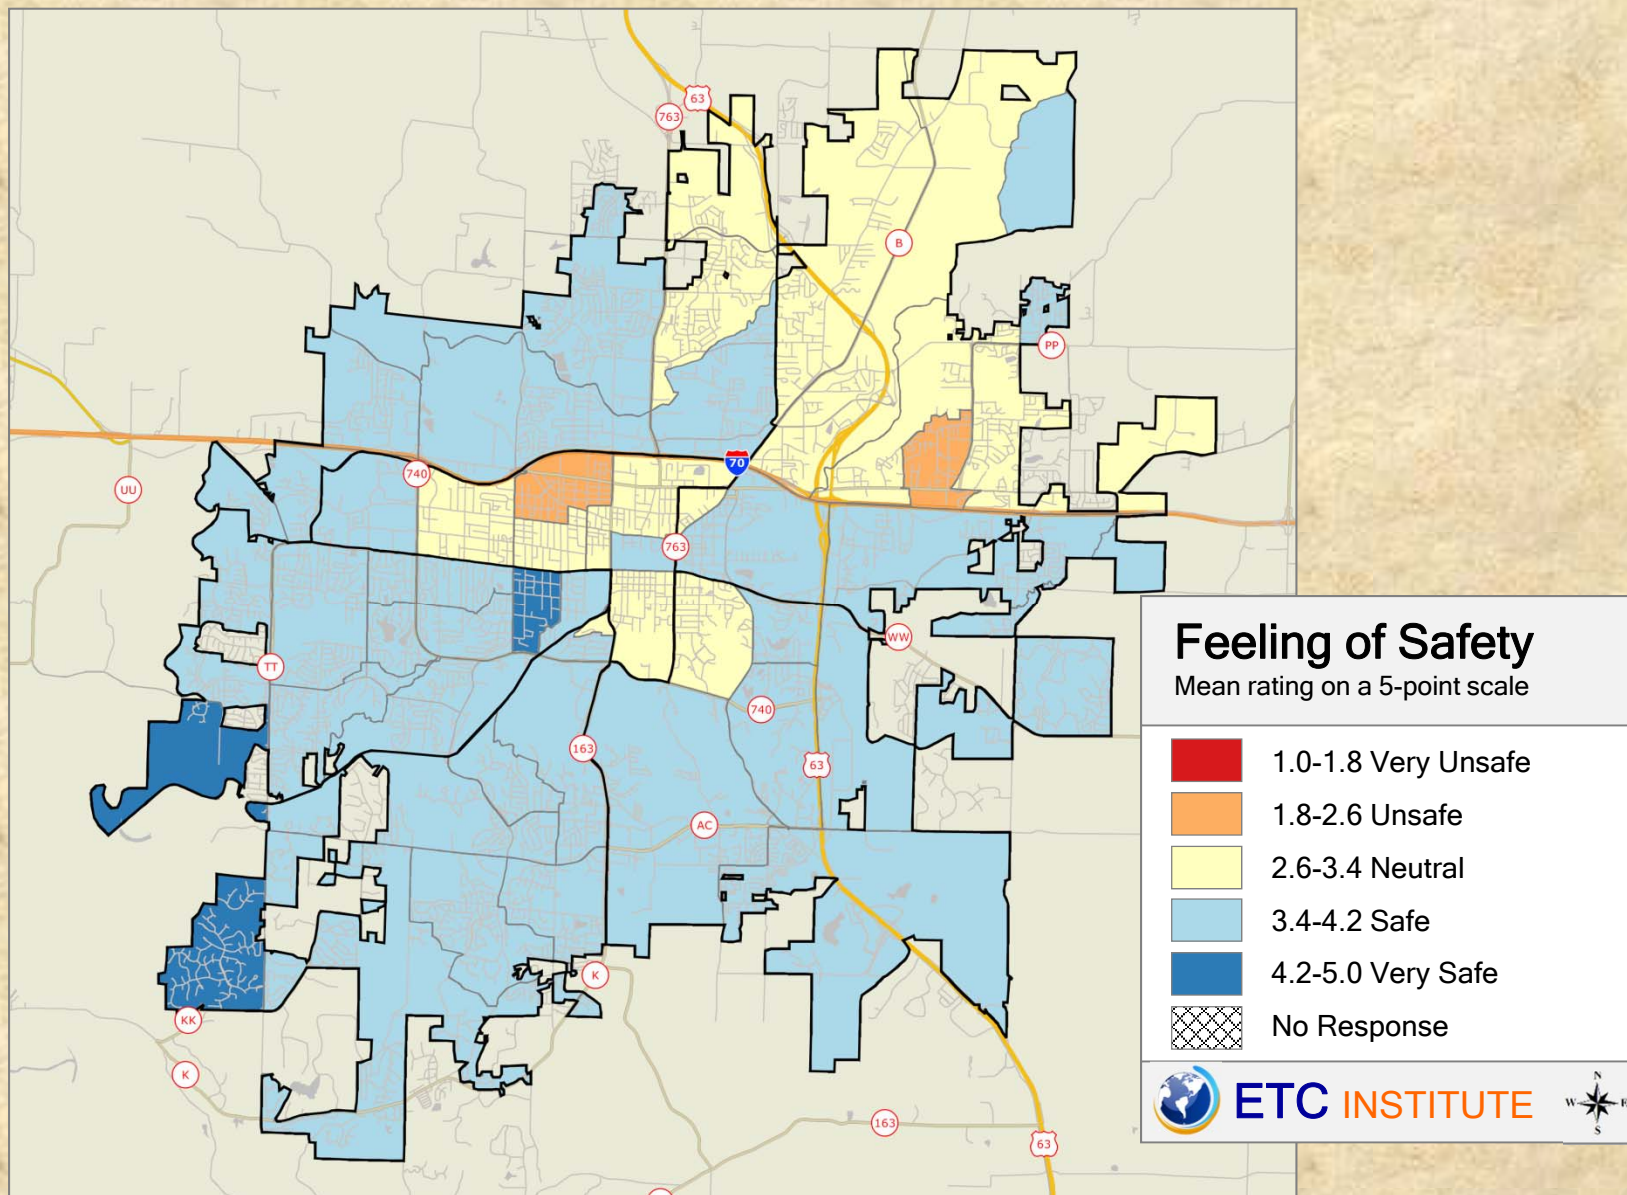 63
763
B
PP
70
740
UU
763
WW
TT
740
163
63
AC
K
KK
K
163
63
Feeling of Safety
Mean rating on a 5-point scale
1.0-1.8 Very Unsafe
1.8-2.6 Unsafe
2.6-3.4 Neutral
3.4-4.2 Safe
4.2-5.0 Very Safe
No Response
ETC INSTITUTE
N
W E
S